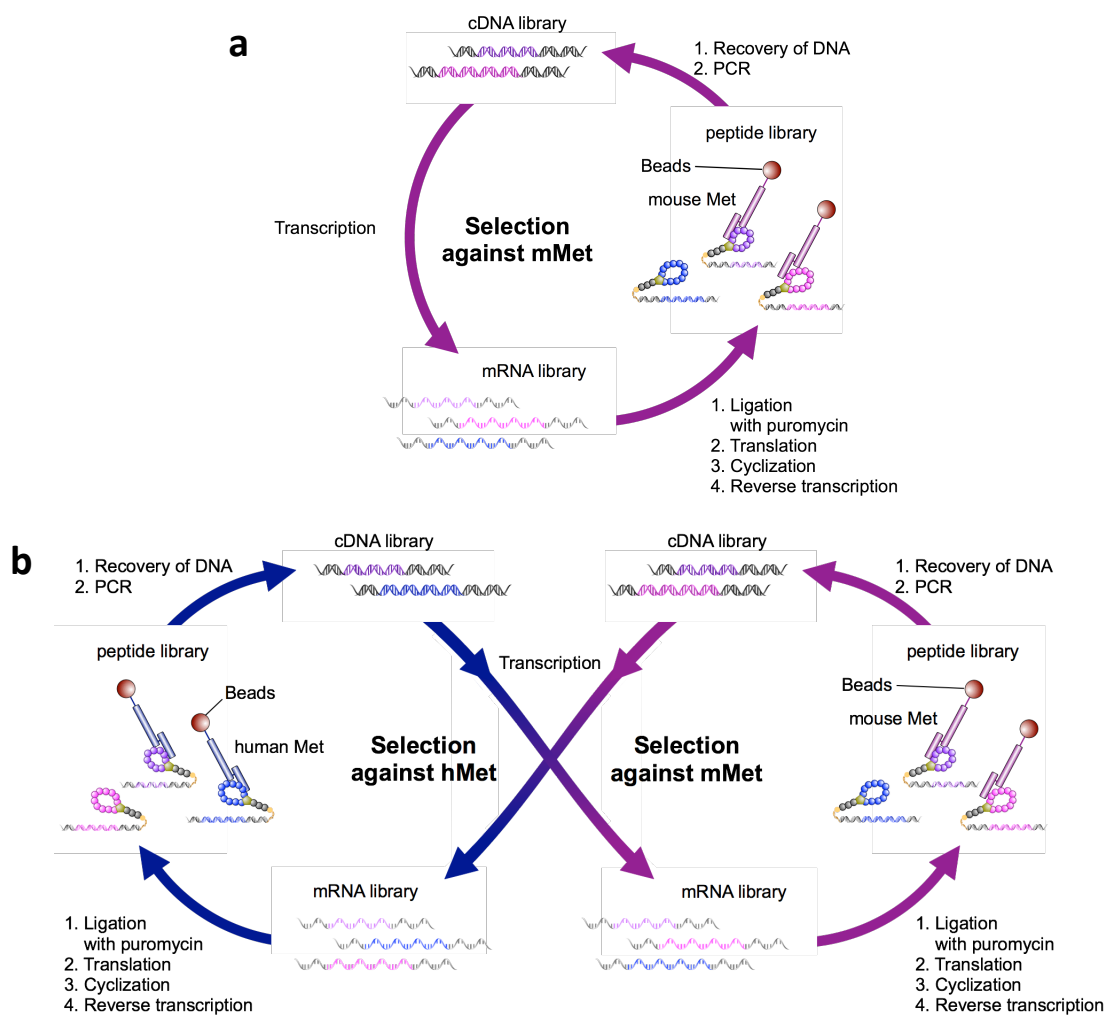 a
cDNA library
1. Recovery of DNA
2. PCR
peptide library
Beads
mouse Met
Transcription
Selection
against mMet
mRNA library
1. Ligation
with puromycin
2. Translation
3. Cyclization
4. Reverse transcription
b
1. Recovery of DNA
2. PCR
cDNA library
cDNA library
1. Recovery of DNA
2. PCR
peptide library
Beads
human Met
Transcription
Selection
against hMet
Selection
against mMet
peptide library
Beads
mouse Met
mRNA library
mRNA library
1. Ligation
with puromycin
2. Translation
3. Cyclization
4. Reverse transcription
1. Ligation
with puromycin
2. Translation
3. Cyclization
4. Reverse transcription